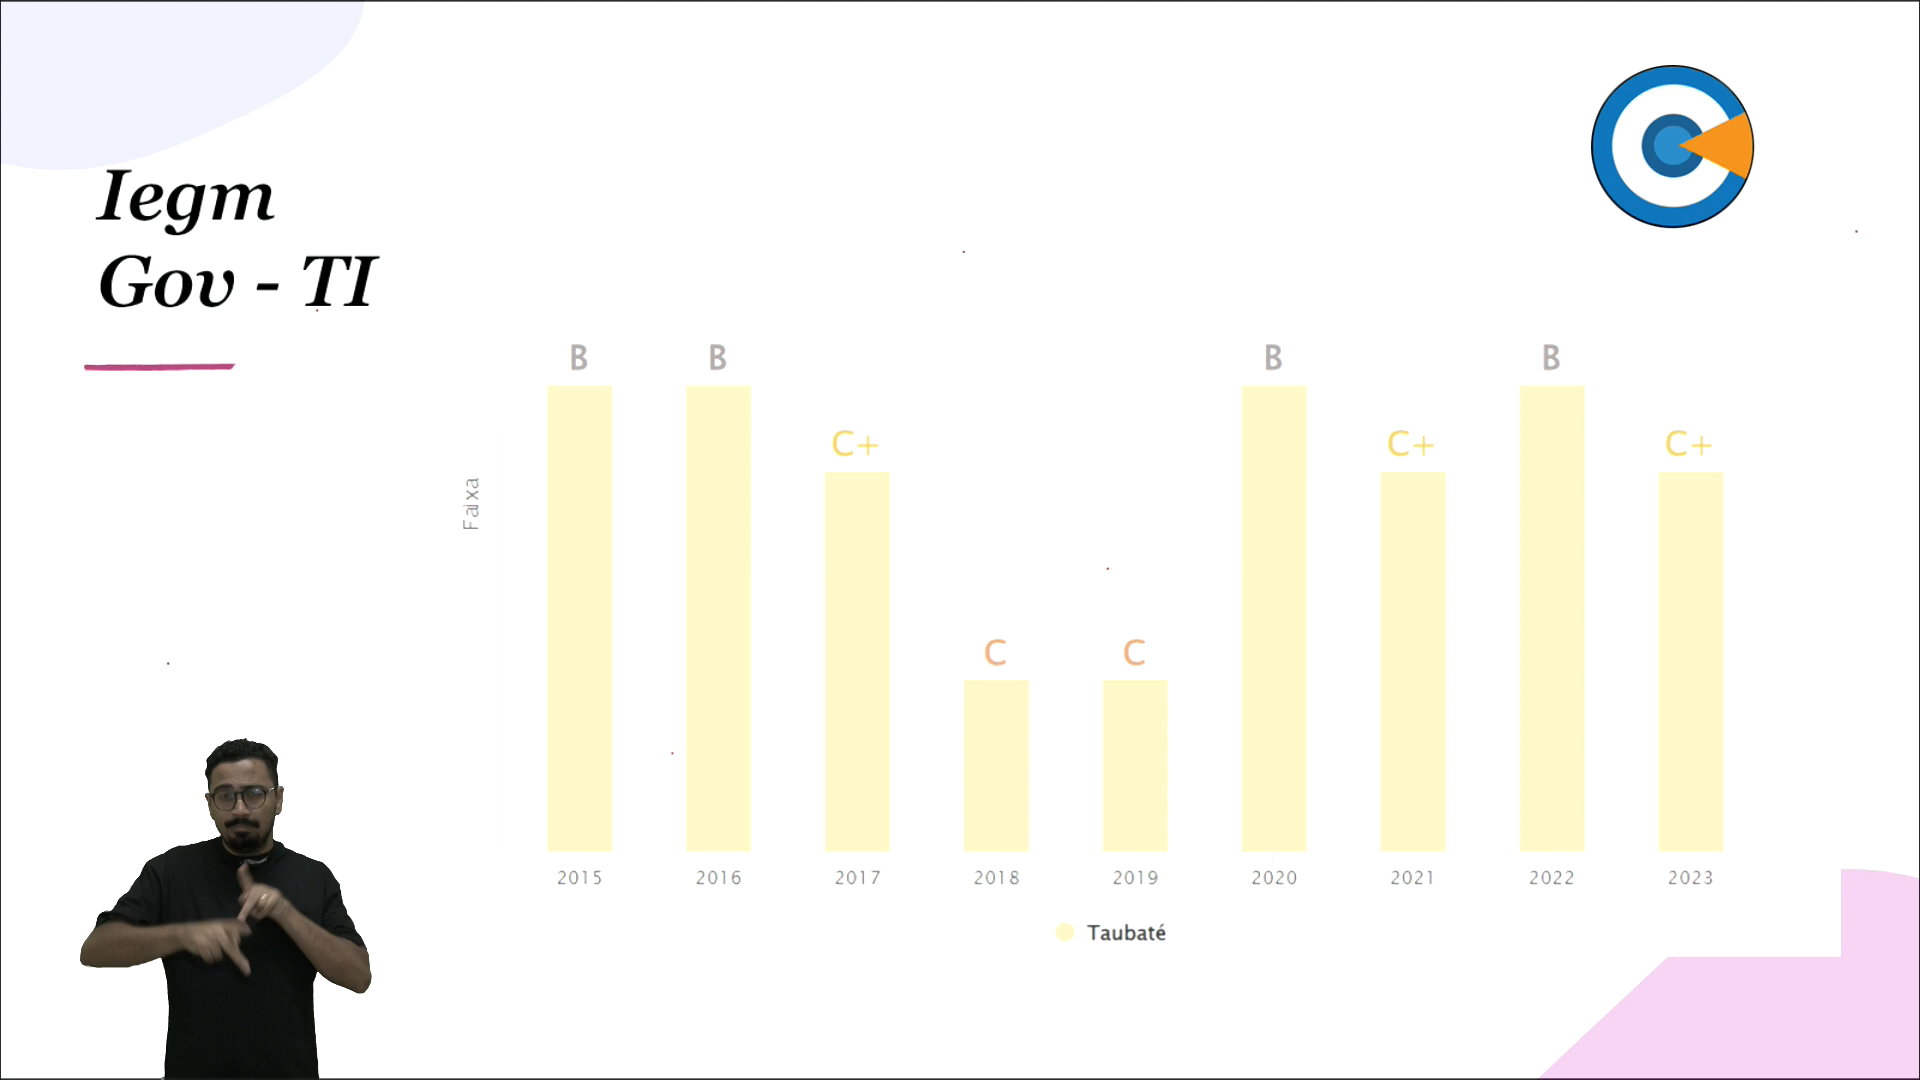 Iegm
Gov - TI
B B B B
C+ C+ C+
Faixa
C C
2015 2016 2017 2018 2019 2020 2021 2022 2023
Taubaté